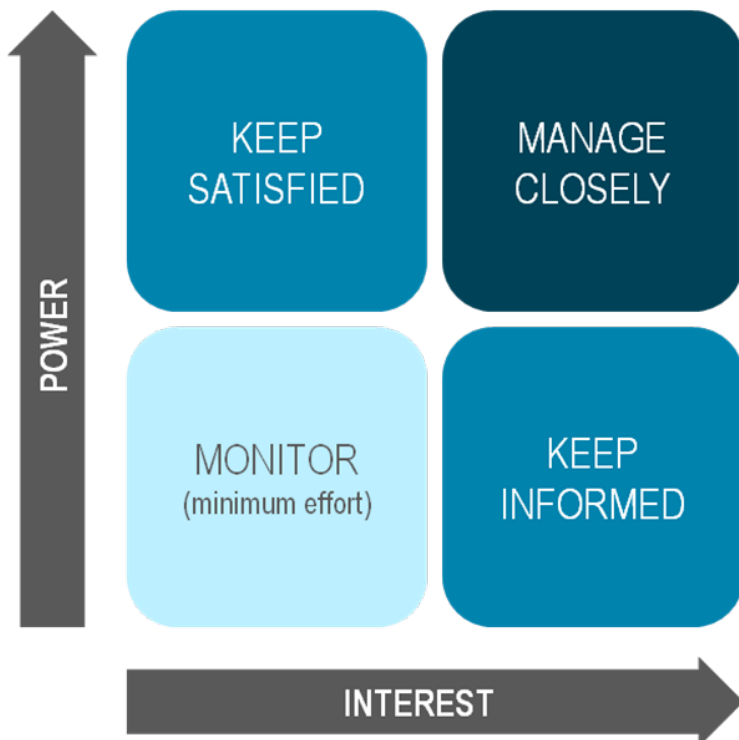 KEEP
SATISFIED
MANAGE
CLOSELY
POWER
MONITOR
(minimum effort)
KEEP
INFORMED
INTEREST